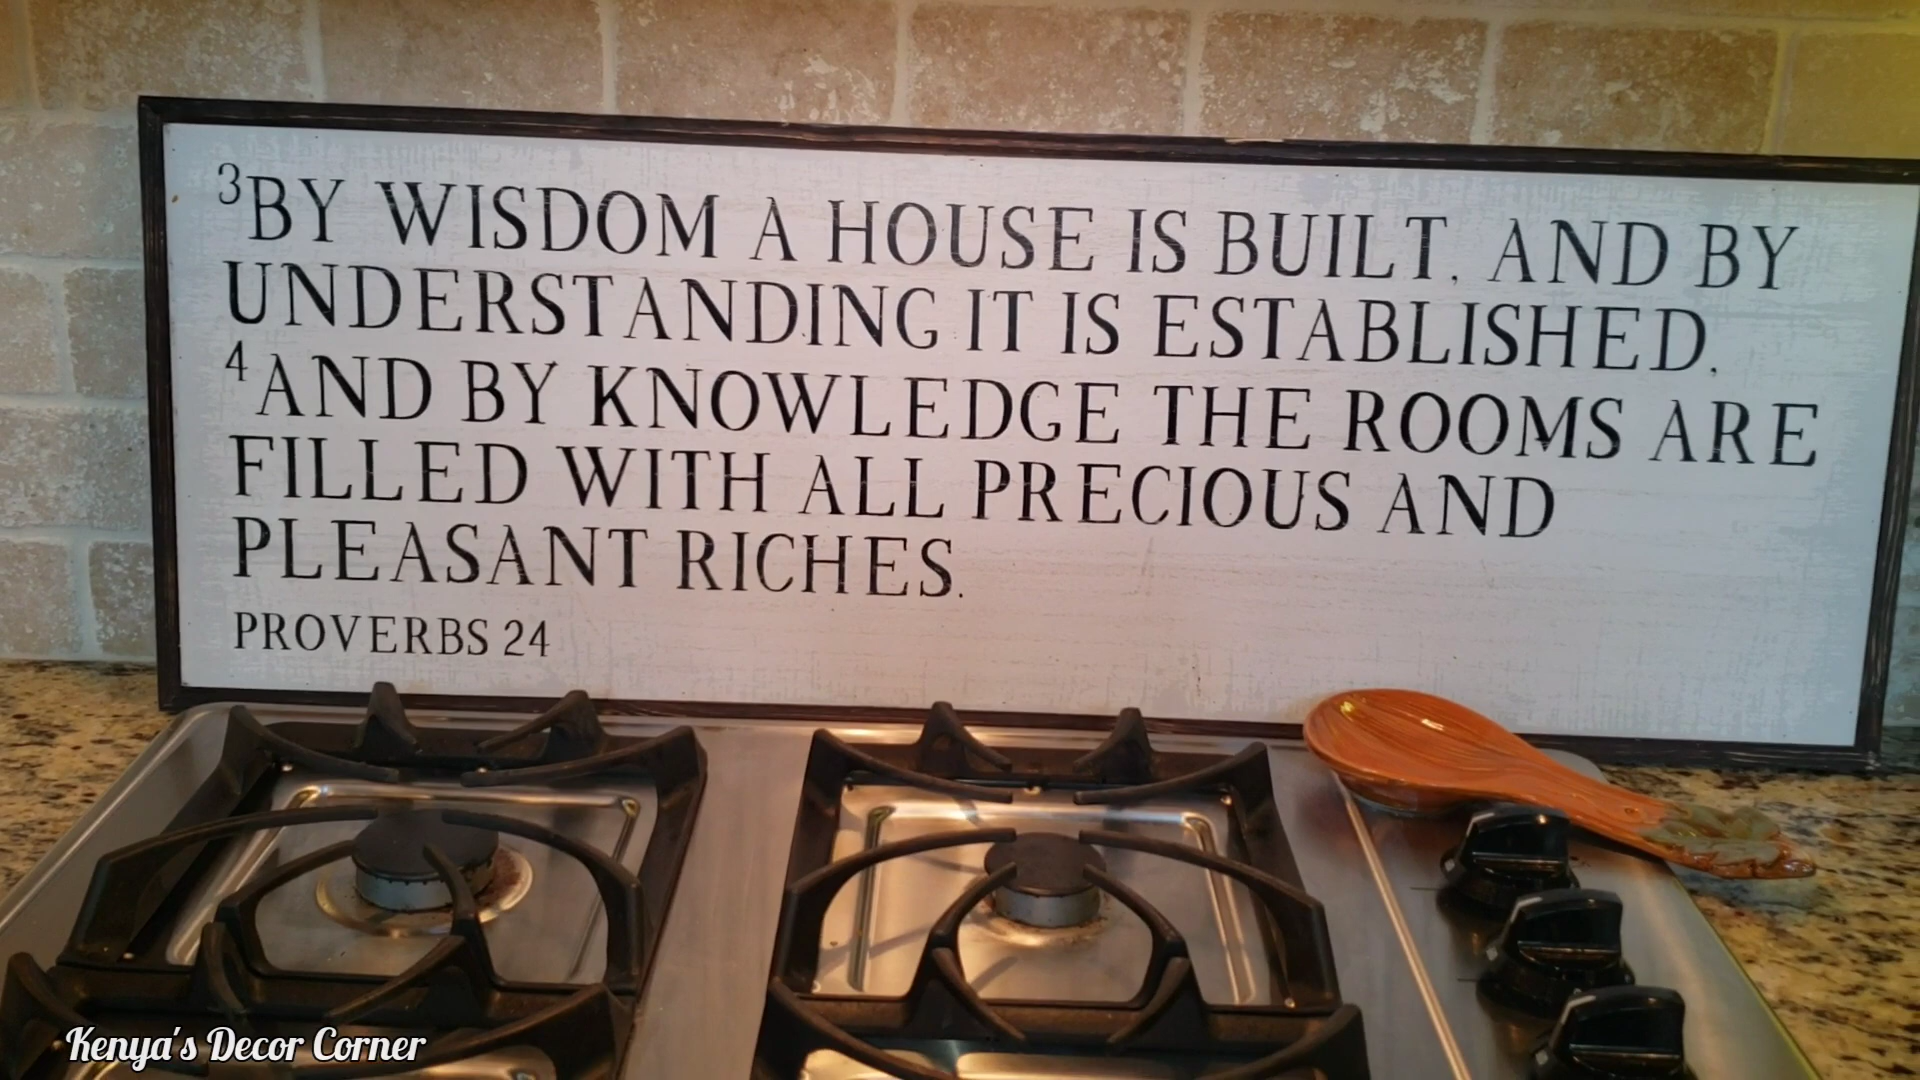 ³BY WISDOM A HOUSE IS BUILT, AND BY
UNDERSTANDING IT IS ESTABLISHED,
⁴AND BY KNOWLEDGE THE ROOMS ARE
FILLED WITH ALL PRECIOUS AND
PLEASANT RICHES.
PROVERBS 24
Kenya's Decor Corner